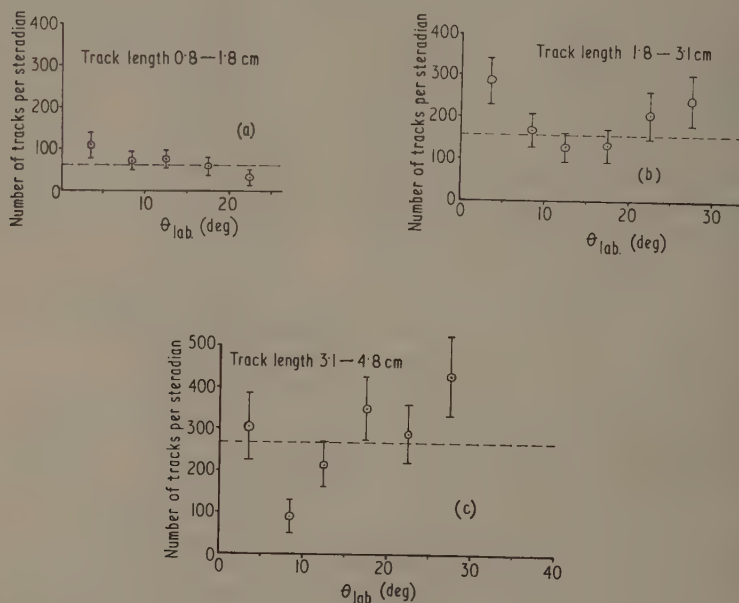 Number of tracks per steradian
400
300
200
100
0
Track length 0·8—1·8 cm
(a)
0
10
20
θlab. (deg)
Number of tracks per steradian
400
300
200
100
0
Track length 1·8—3·1 cm
(b)
0
10
20
30
θlab. (deg)
Number of tracks per steradian
500
400
300
200
100
0
Track length 3·1—4·8 cm
(c)
0
10
20
30
40
θlab (deg)